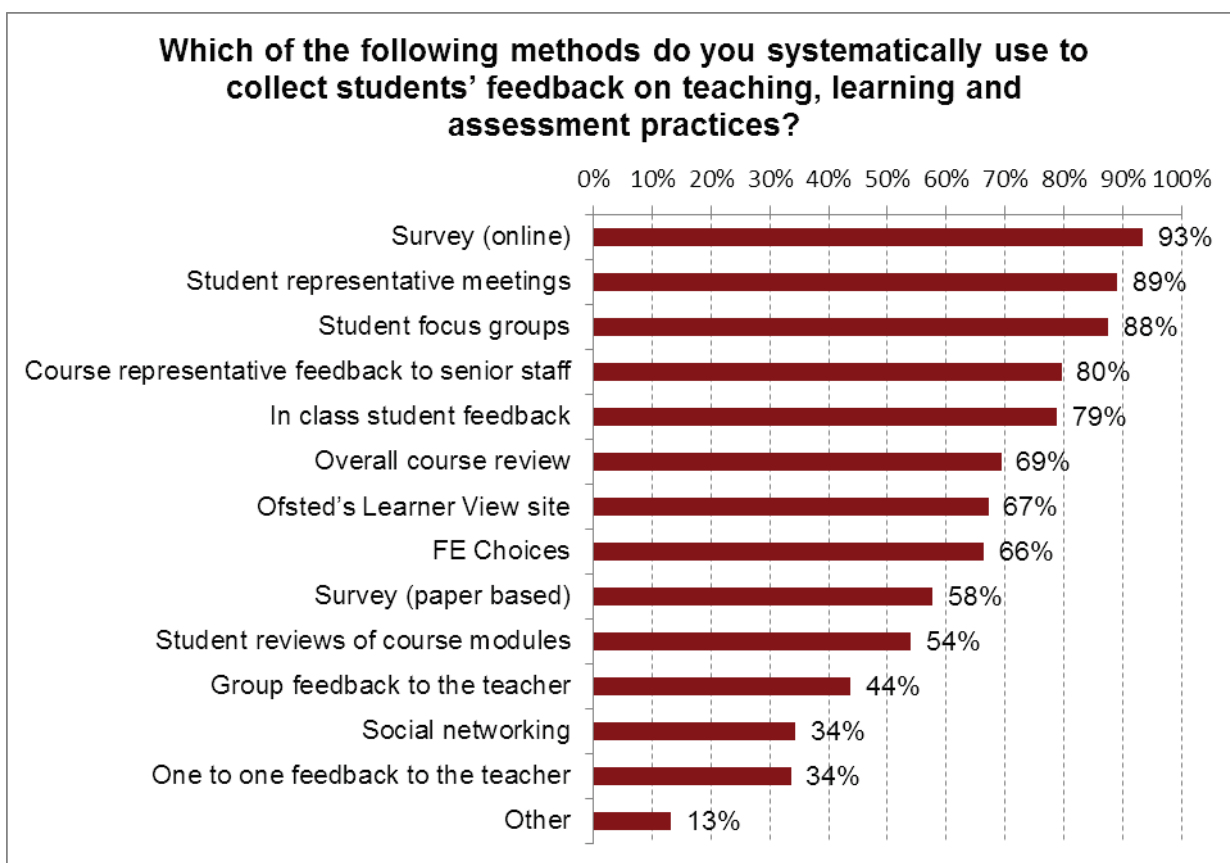 Which of the following methods do you systematically use to
collect students’ feedback on teaching, learning and
assessment practices?
0% 10% 20% 30% 40% 50% 60% 70% 80% 90% 100%
Survey (online) 93%
Student representative meetings 89%
Student focus groups 88%
Course representative feedback to senior staff 80%
In class student feedback 79%
Overall course review 69%
Ofsted’s Learner View site 67%
FE Choices 66%
Survey (paper based) 58%
Student reviews of course modules 54%
Group feedback to the teacher 44%
Social networking 34%
One to one feedback to the teacher 34%
Other 13%